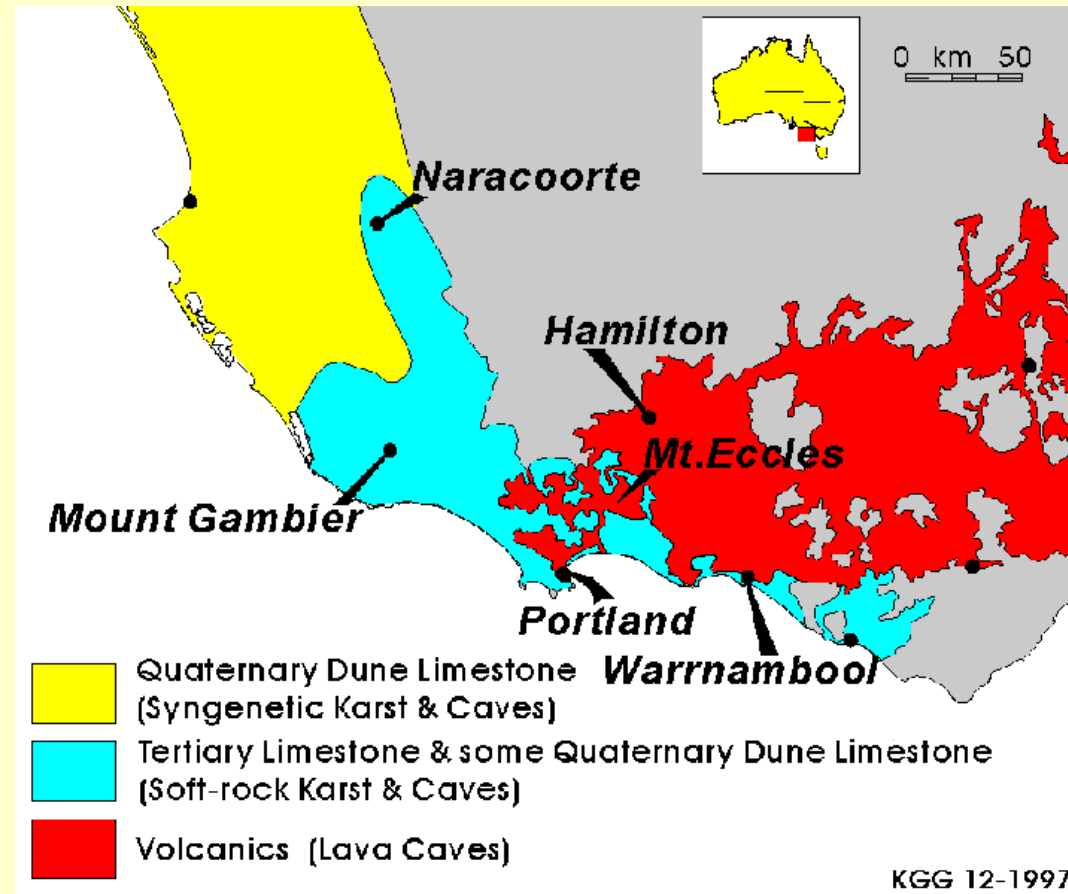 0 km 50
Naracoorte
Hamilton
Mt.Eccles
Mount Gambier
Portland
Warrnambool
Quaternary Dune Limestone
(Syngenetic Karst & Caves)
Tertiary Limestone & some Quaternary Dune Limestone
(Soft-rock Karst & Caves)
Volcanics (Lava Caves)
KGG 12-1997